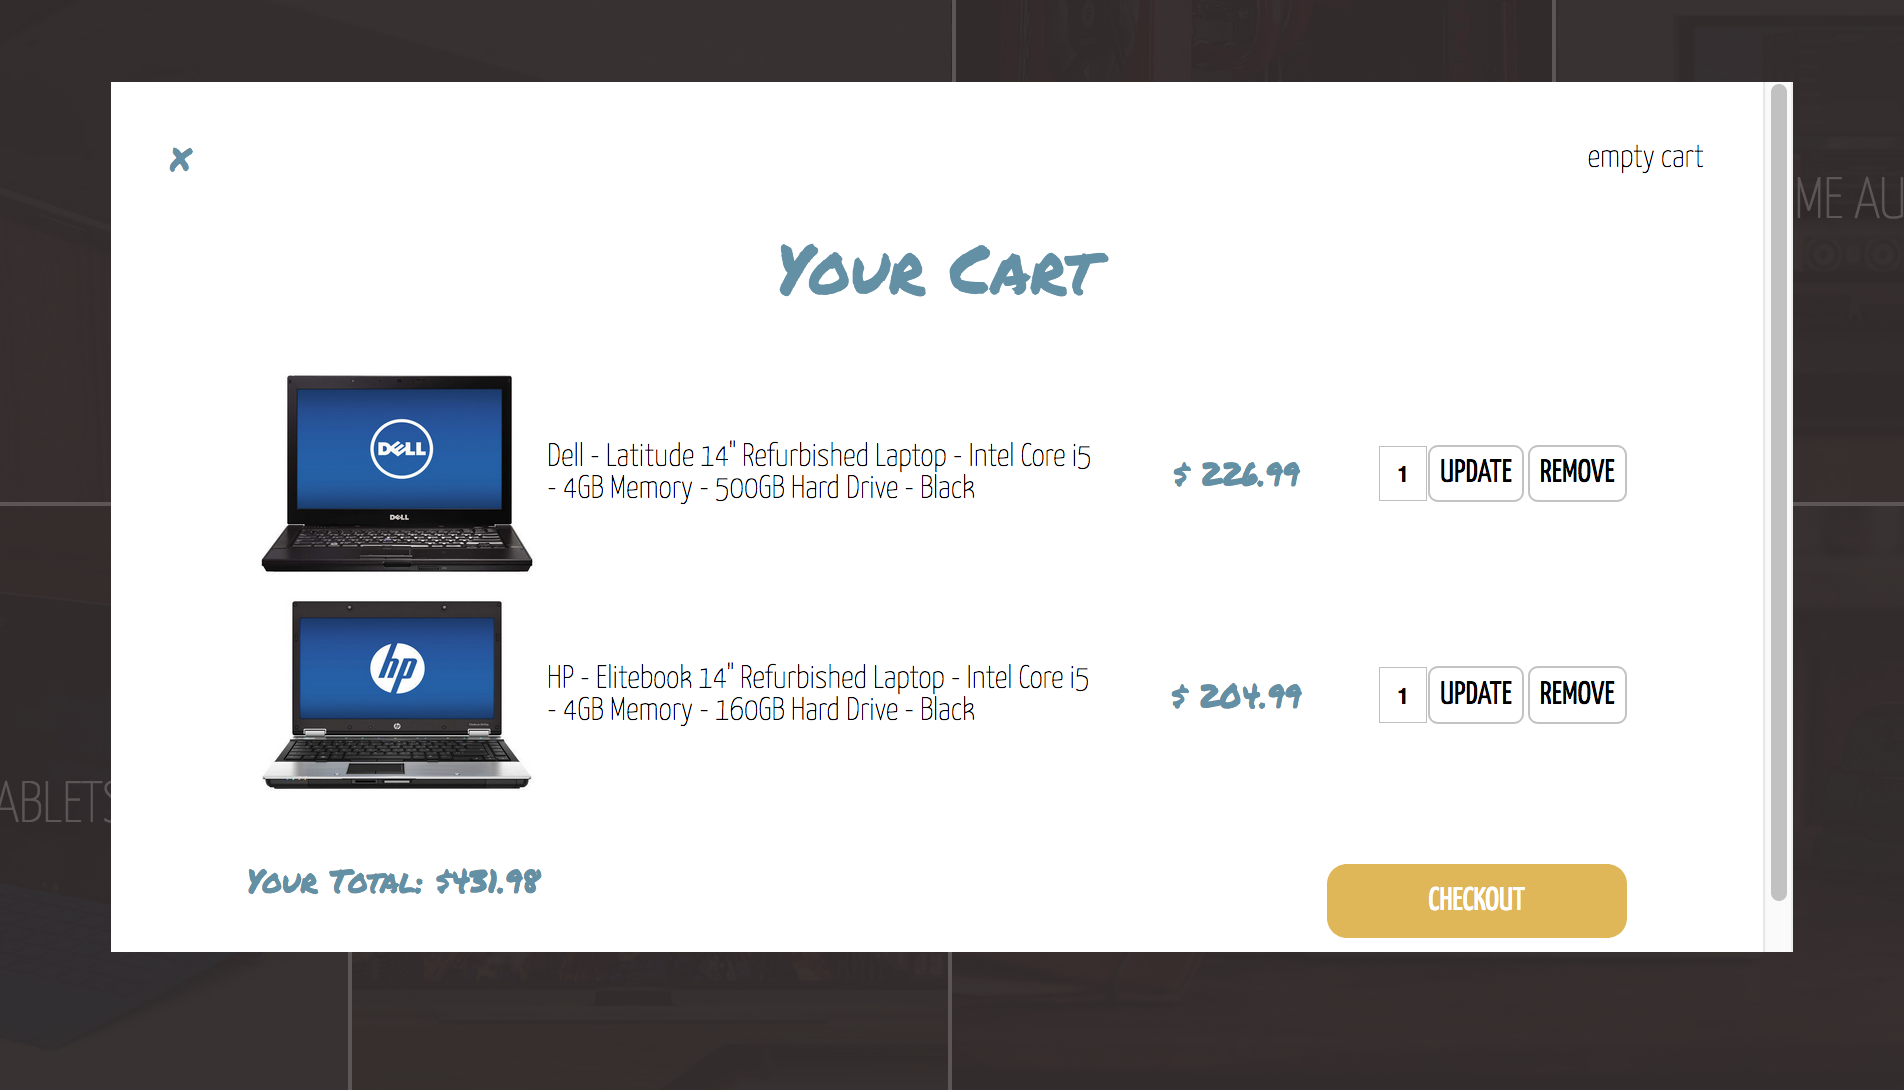 x
empty cart
ME AU
Your Cart
DELL
DELL
Dell - Latitude 14" Refurbished Laptop - Intel Core i5
- 4GB Memory - 500GB Hard Drive - Black
$ 226.99
1
UPDATE
REMOVE
hp
HP - Elitebook 14" Refurbished Laptop - Intel Core i5
- 4GB Memory - 160GB Hard Drive - Black
$ 204.99
1
UPDATE
REMOVE
ABLETS
Your Total: $431.98
CHECKOUT